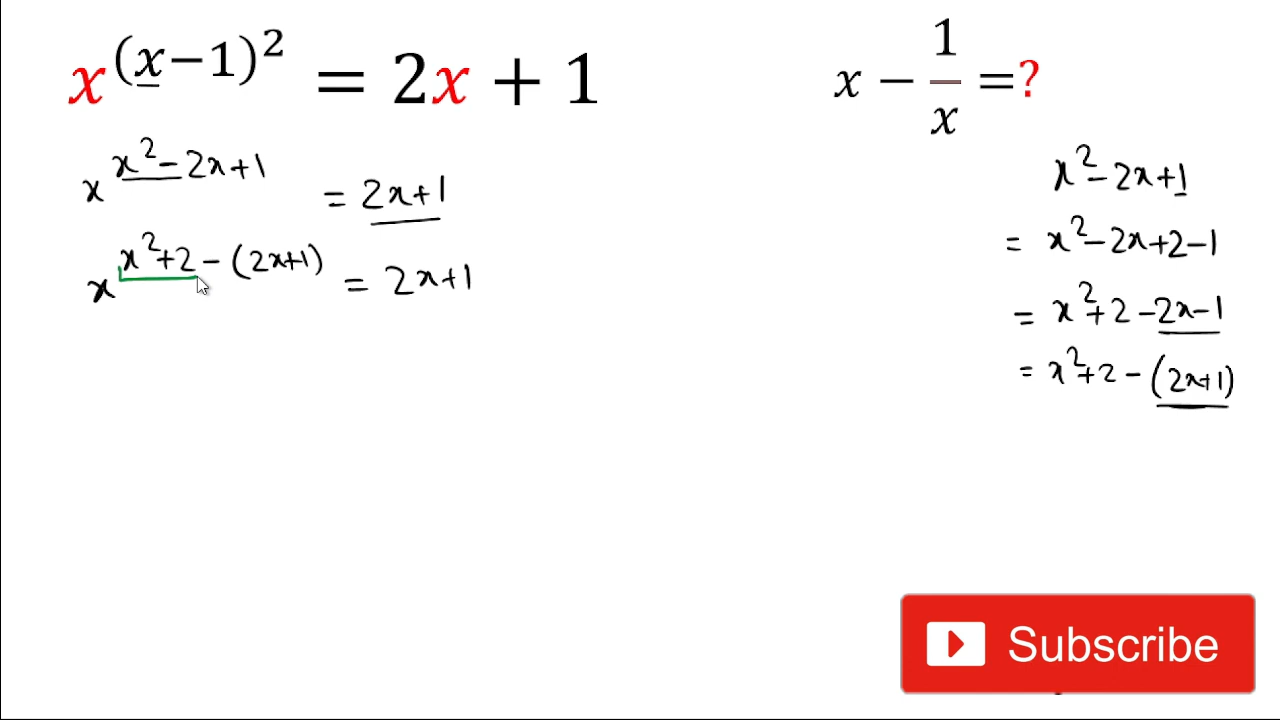 x^{(x−1)^2} = 2x + 1
x − \frac{1}{x} = ?
x^{x^2−2x+1} = 2x+1
x^{x^2+2−(2x+1)} = 2x+1
x^2−2x+1
= x^2−2x+2−1
= x^2+2−2x−1
= x^2+2−(2x+1)
Subscribe